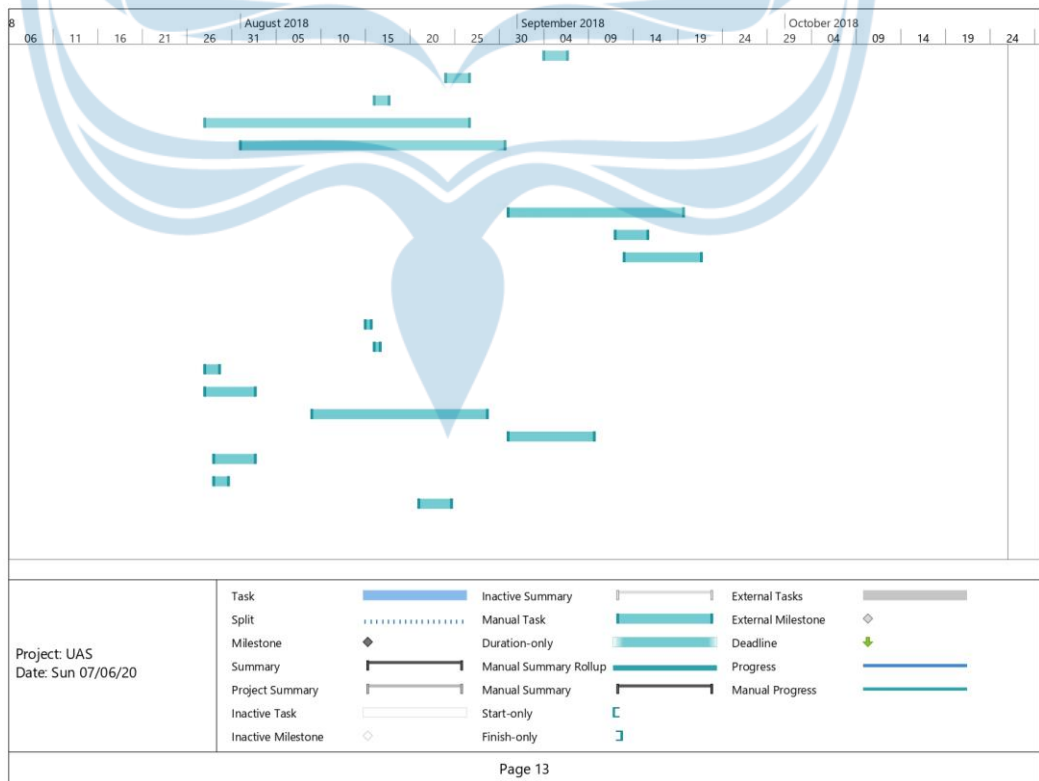 8 August 2018 September 2018 October 2018
06 11 16 21 26 31 05 10 15 20 25 30 04 09 14 19 24 29 04 09 14 19 24
Task
Split
Milestone
Summary
Project Summary
Inactive Task
Inactive Milestone
Inactive Summary
Manual Task
Duration-only
Manual Summary Rollup
Manual Summary
Start-only
Finish-only
External Tasks
External Milestone
Deadline
Progress
Manual Progress
Project: UAS
Date: Sun 07/06/20
Page 13